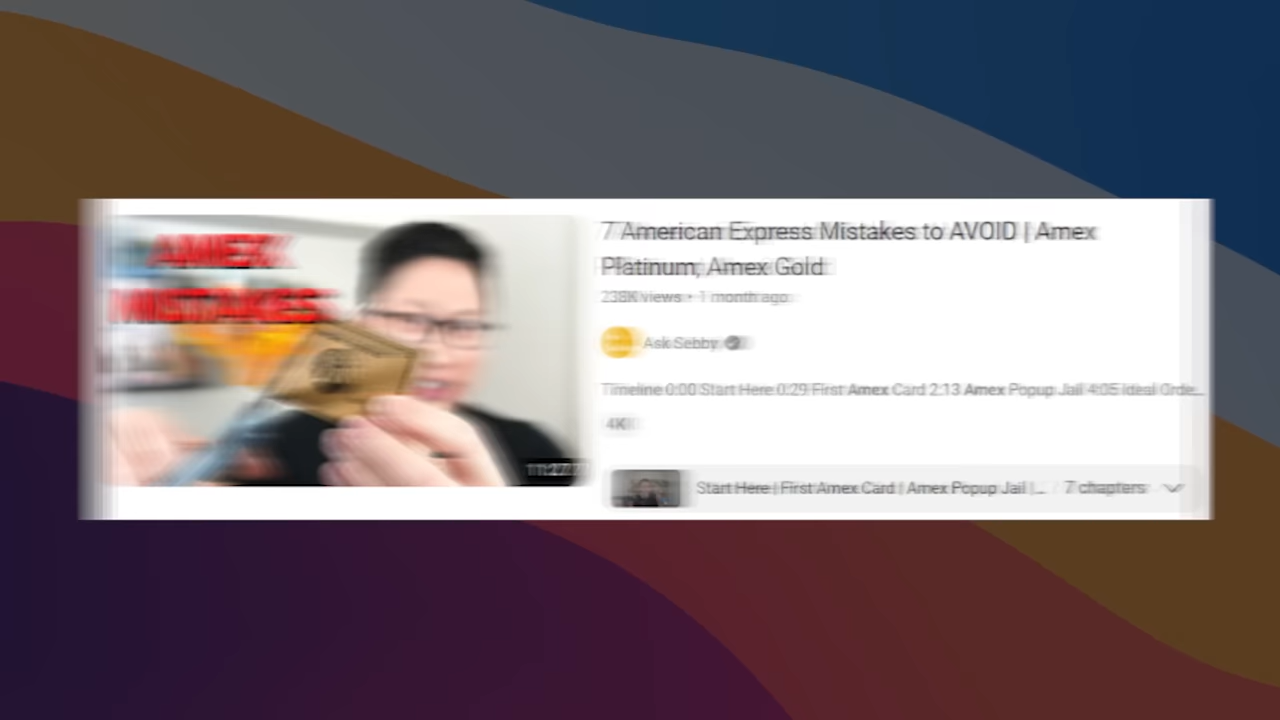 AMEX
MISTAKES
7 American Express Mistakes to AVOID | Amex
Platinum, Amex Gold
238K views • 1 month ago
Ask Sebby
Timeline 0:00 Start Here 0:29 First Amex Card 2:13 Amex Popup Jail 4:05 Ideal Orde...
4K
Start Here | First Amex Card | Amex Popup Jail |... 7 chapters